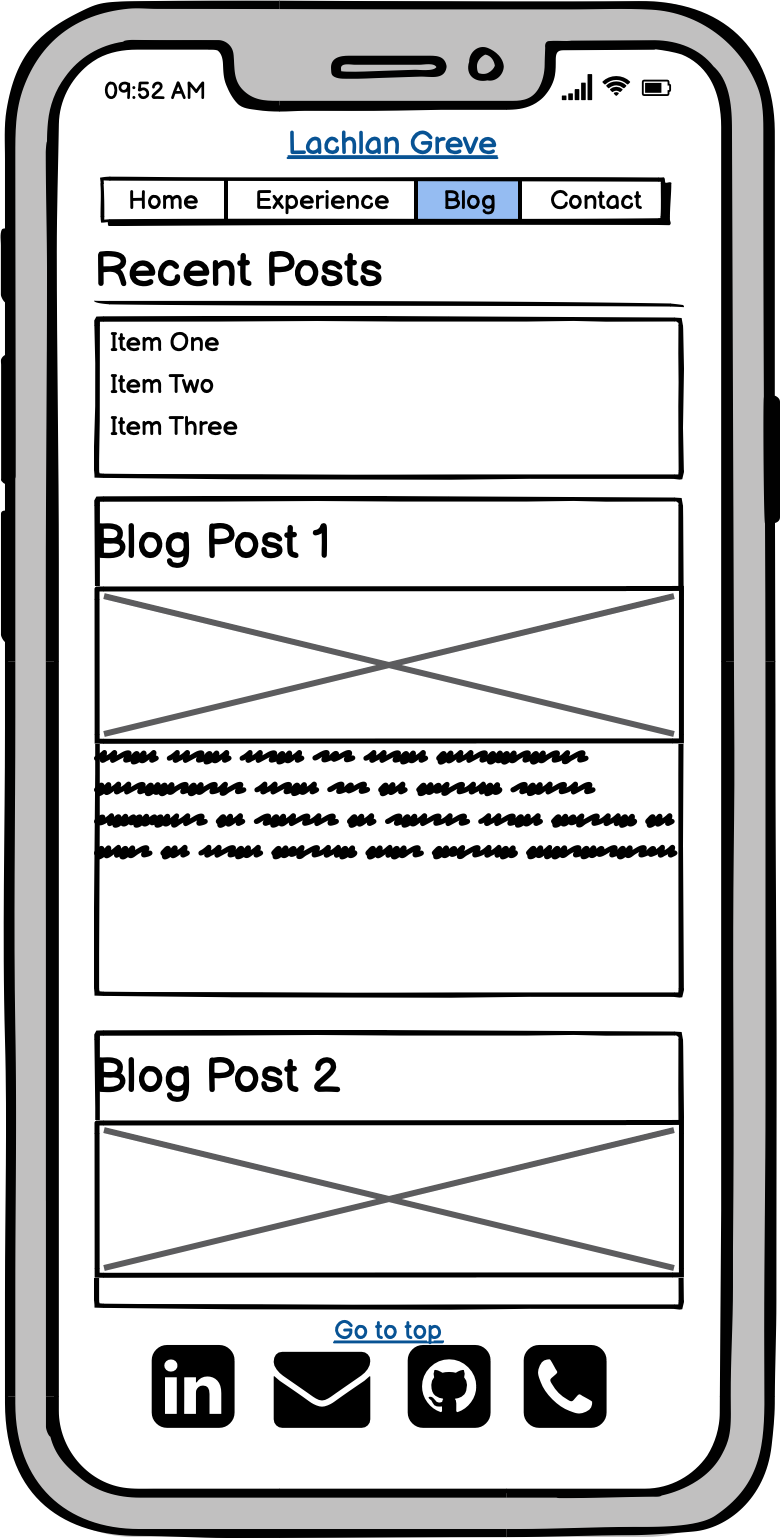 09:52 AM
Lachlan Greve
Home Experience Blog Contact
Recent Posts
Item One
Item Two
Item Three
Blog Post 1
Blog Post 2
Go to top
in